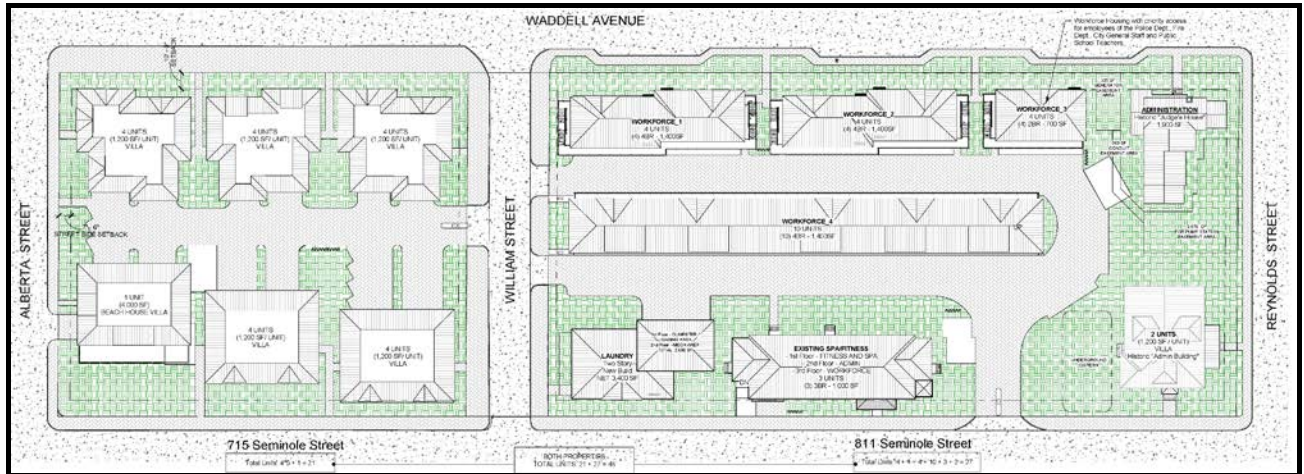 WADDELL AVENUE
Workforce Housing with priority access
for employees of the Police Dept., Fire
Dept., City General Staff and Public
School Teachers.
SETBACK
4 UNITS
(1,200 SF/ UNIT)
VILLA
4 UNITS
(1,200 SF/ UNIT)
VILLA
4 UNITS
(1,200 SF/ UNIT)
VILLA
WORKFORCE_1
4 UNITS
(4) 4BR - 1,400SF
WORKFORCE_2
4 UNITS
(4) 4BR - 1,400SF
WORKFORCE_3
4 UNITS
(4) 2BR - 700 SF
ADMINISTRATION
Historic "Judge's House"
1,900 SF
ALBERTA STREET
STREET SIDE SETBACK
WILLIAM STREET
WORKFORCE_4
10 UNITS
(10) 4BR - 1,400SF
REYNOLDS STREET
1 UNIT
(4,000 SF)
BEACH HOUSE VILLA
4 UNITS
(1,200 SF/ UNIT)
VILLA
4 UNITS
(1,200 SF/ UNIT)
VILLA
LAUNDRY
Two Story
New Build
NET 3,400 SF
EXISTING SPA/FITNESS
1st Floor - FITNESS AND SPA
2nd Floor - ADMIN
3rd Floor - WORKFORCE
3 UNITS
(3) 3BR - 1,000 SF
2 UNITS
(1,200 SF / UNIT)
VILLA
Historic "Admin Building"
715 Seminole Street
811 Seminole Street
BOTH PROPERTIES